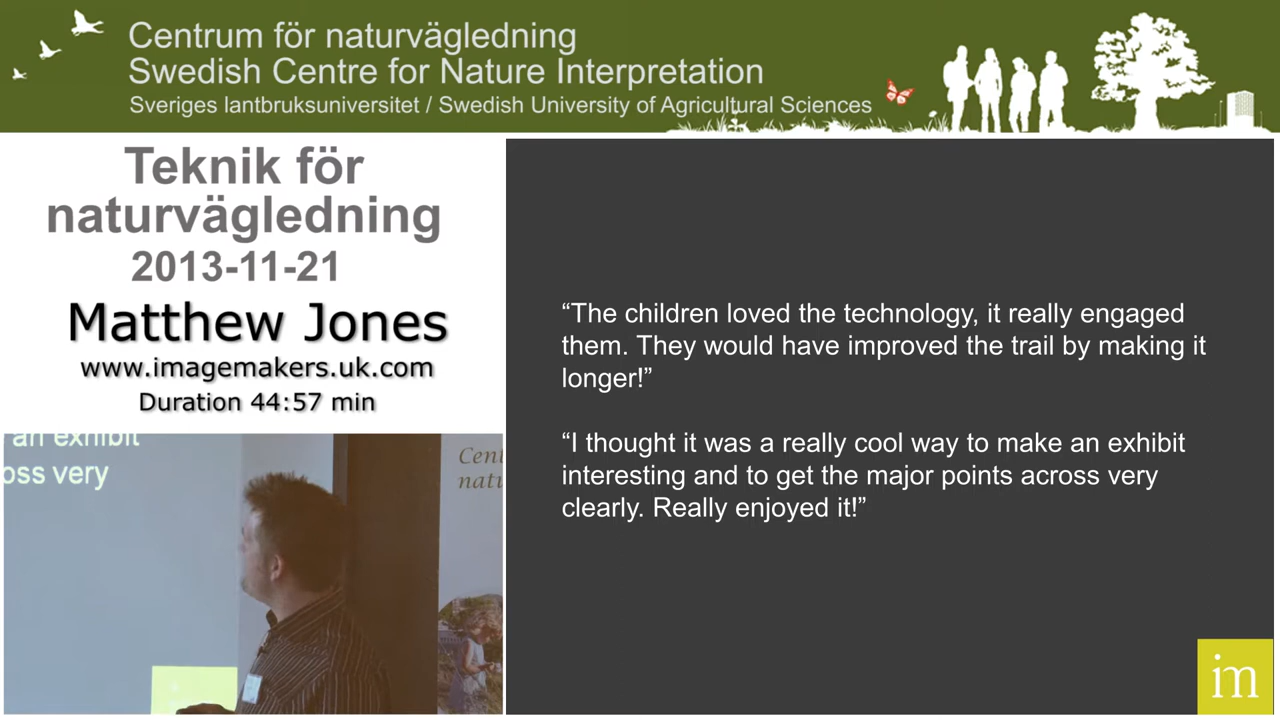 Centrum för naturvägledning
Swedish Centre for Nature Interpretation
Sveriges lantbruksuniversitet / Swedish University of Agricultural Sciences
Teknik för
naturvägledning
2013-11-21
Matthew Jones
www.imagemakers.uk.com
Duration 44:57 min
“The children loved the technology, it really engaged
them. They would have improved the trail by making it
longer!”
“I thought it was a really cool way to make an exhibit
interesting and to get the major points across very
clearly. Really enjoyed it!”
an exhibit
oss very
Cent
natu
im